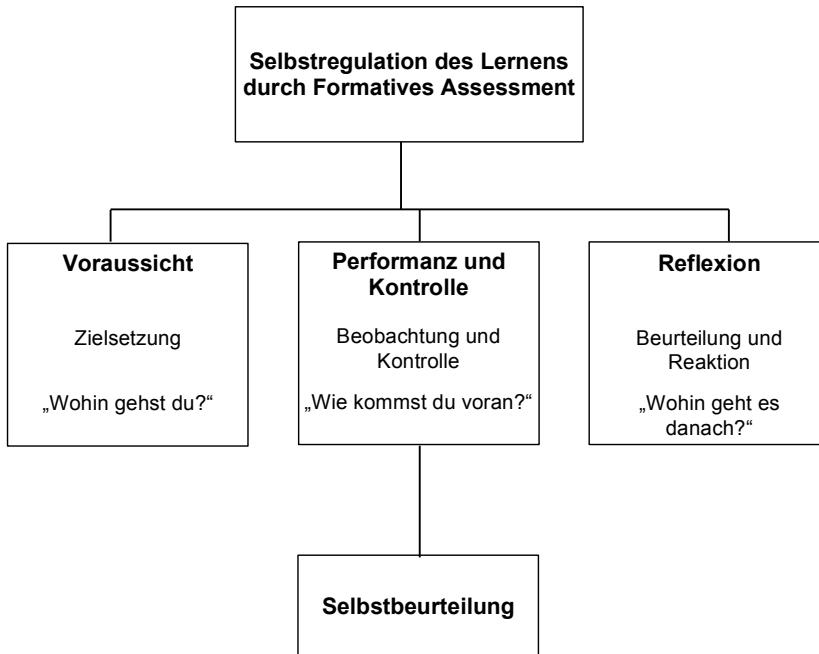 Selbstregulation des Lernens
durch Formatives Assessment
Voraussicht
Zielsetzung
„Wohin gehst du?“
Performanz und
Kontrolle
Beobachtung und
Kontrolle
„Wie kommst du voran?“
Reflexion
Beurteilung und
Reaktion
„Wohin geht es
danach?“
Selbstbeurteilung